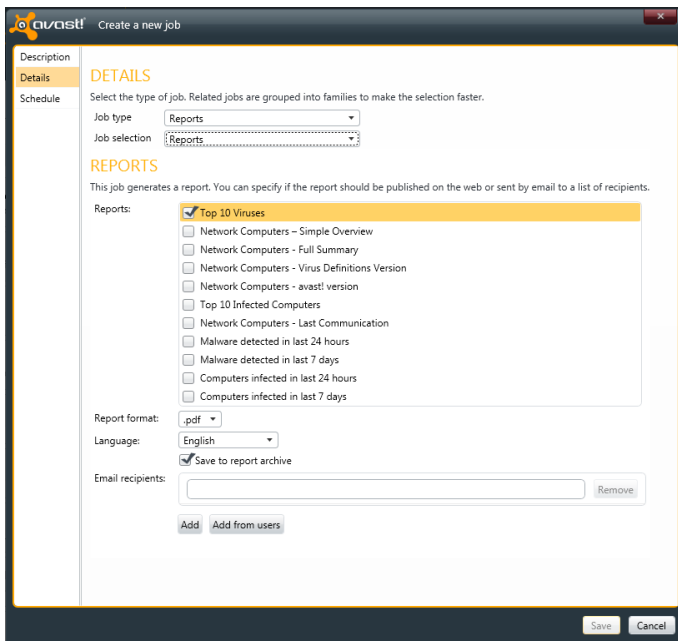 avast! Create a new job
Description
Details
Schedule
DETAILS
Select the type of job. Related jobs are grouped into families to make the selection faster.
Job type Reports
Job selection Reports
REPORTS
This job generates a report. You can specify if the report should be published on the web or sent by email to a list of recipients.
Reports:
Top 10 Viruses
Network Computers – Simple Overview
Network Computers - Full Summary
Network Computers - Virus Definitions Version
Network Computers - avast! version
Top 10 Infected Computers
Network Computers - Last Communication
Malware detected in last 24 hours
Malware detected in last 7 days
Computers infected in last 24 hours
Computers infected in last 7 days
Report format: .pdf
Language: English
Save to report archive
Email recipients:
Remove
Add Add from users
Save Cancel